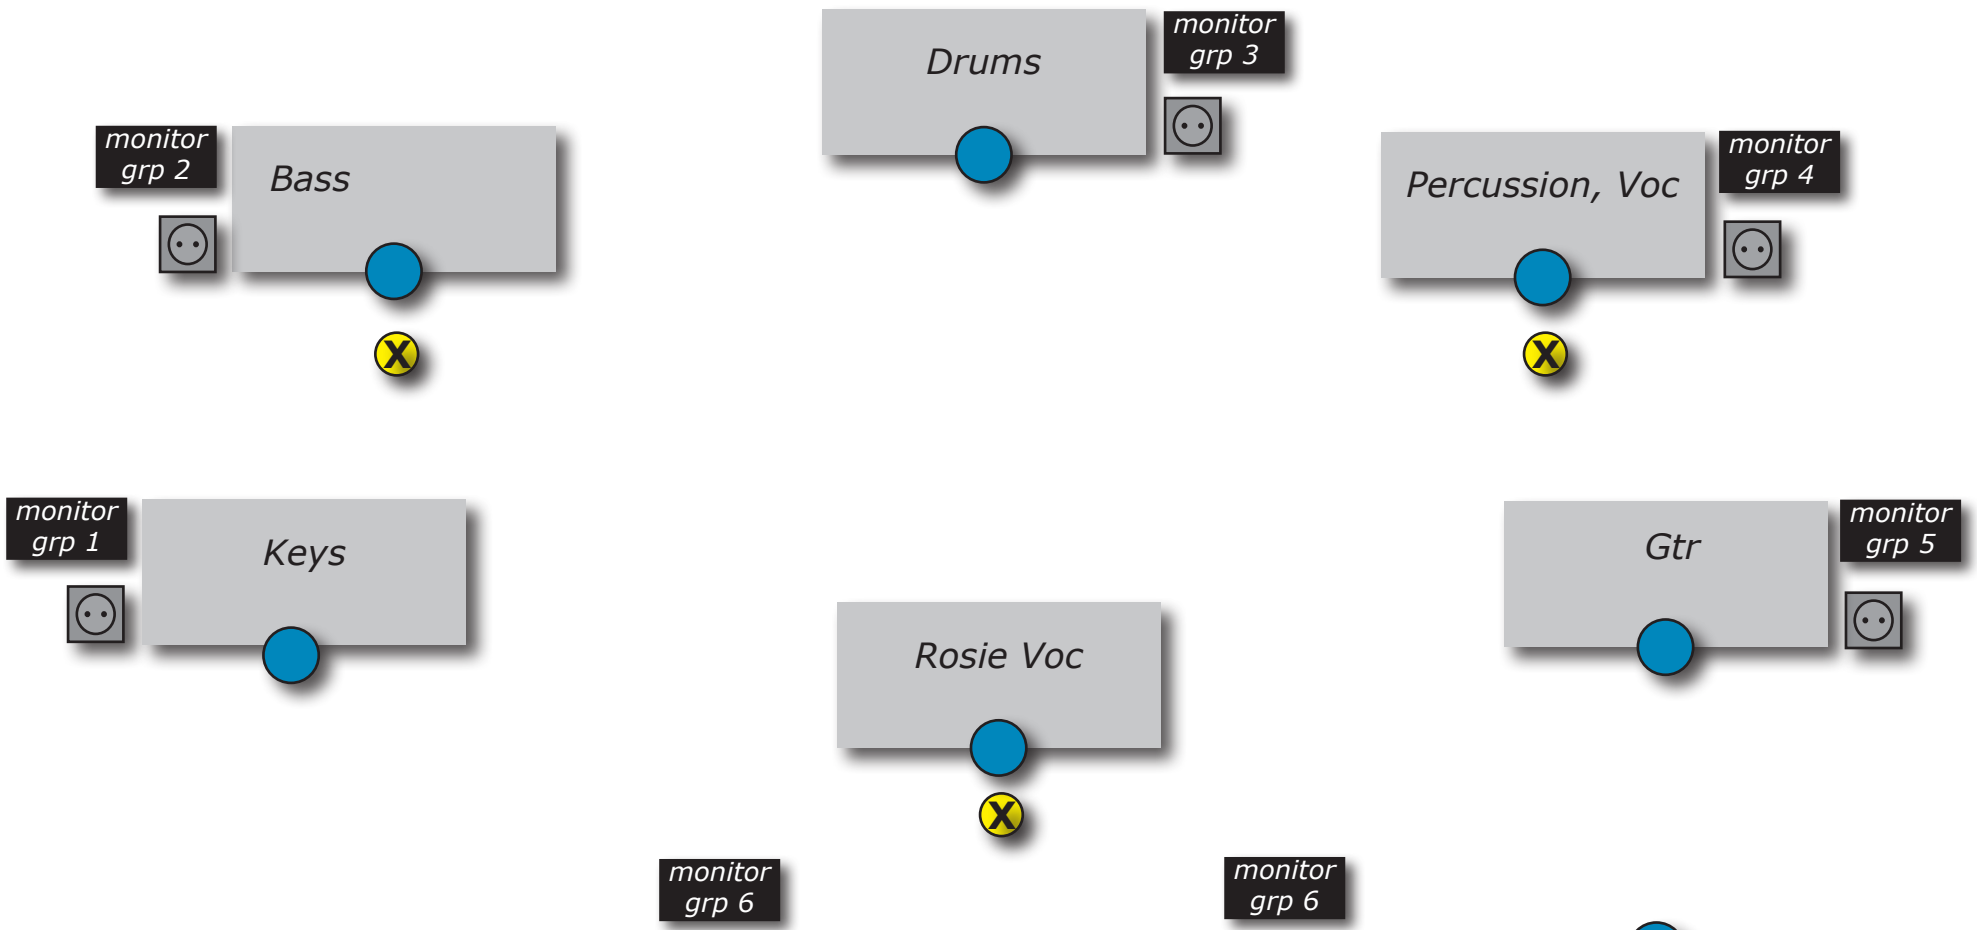 Drums
monitor
grp 3
monitor
grp 2
Bass
Percussion, Voc
monitor
grp 4
X
X
monitor
grp 1
Keys
Gtr
monitor
grp 5
Rosie Voc
X
monitor
grp 6
monitor
grp 6